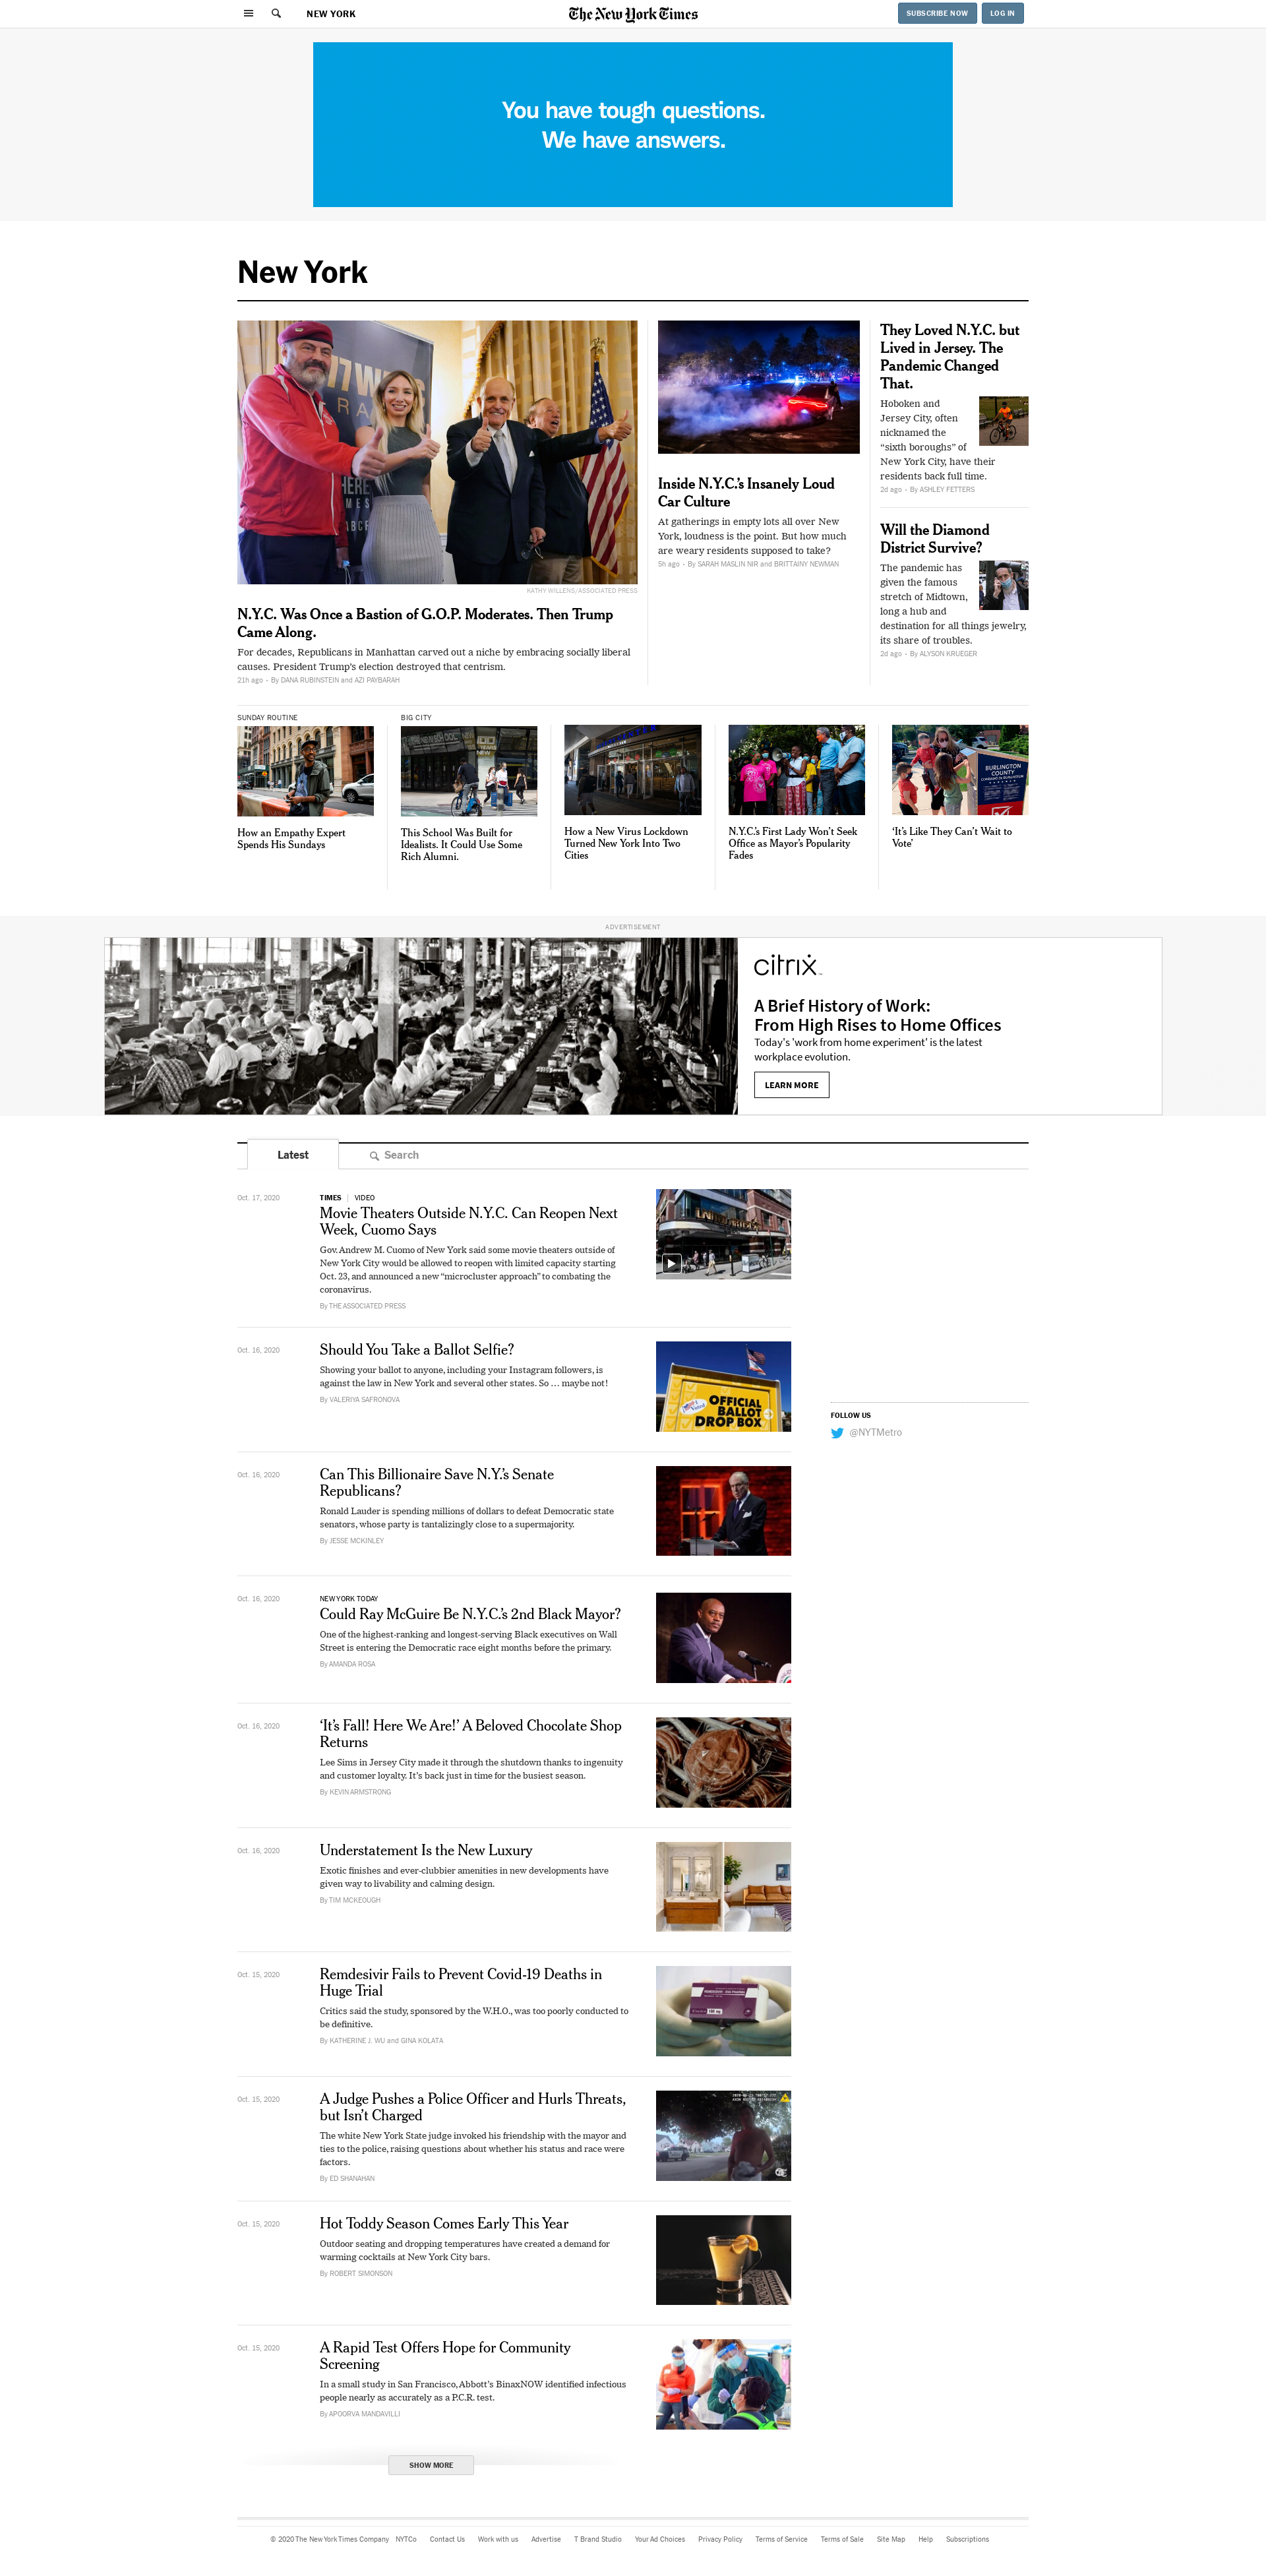 NEW YORK
The New York Times
SUBSCRIBE NOW
LOG IN
You have tough questions.
We have answers.
New York
KATHY WILLENS/ASSOCIATED PRESS
N.Y.C. Was Once a Bastion of G.O.P. Moderates. Then Trump
Came Along.
For decades, Republicans in Manhattan carved out a niche by embracing socially liberal
causes. President Trump's election destroyed that centrism.
21h ago - By DANA RUBINSTEIN and AZI PAYBARAH
Inside N.Y.C.'s Insanely Loud
Car Culture
At gatherings in empty lots all over New
York, loudness is the point. But how much
are weary residents supposed to take?
5h ago - By SARAH MASLIN NIR and BRITTAINY NEWMAN
They Loved N.Y.C. but
Lived in Jersey. The
Pandemic Changed
That.
Hoboken and
Jersey City, often
nicknamed the
“sixth boroughs” of
New York City, have their
residents back full time.
2d ago - By ASHLEY FETTERS
Will the Diamond
District Survive?
The pandemic has
given the famous
stretch of Midtown,
long a hub and
destination for all things jewelry,
its share of troubles.
2d ago - By ALYSON KRUEGER
SUNDAY ROUTINE
How an Empathy Expert
Spends His Sundays
BIG CITY
This School Was Built for
Idealists. It Could Use Some
Rich Alumni.
How a New Virus Lockdown
Turned New York Into Two
Cities
N.Y.C.'s First Lady Won't Seek
Office as Mayor's Popularity
Fades
BURLINGTON
COUNTY
‘It's Like They Can't Wait to
Vote’
ADVERTISEMENT
citrix
A Brief History of Work:
From High Rises to Home Offices
Today's 'work from home experiment' is the latest
workplace evolution.
LEARN MORE
Latest
Search
Oct. 17, 2020
TIMES | VIDEO
Movie Theaters Outside N.Y.C. Can Reopen Next
Week, Cuomo Says
Gov. Andrew M. Cuomo of New York said some movie theaters outside of
New York City would be allowed to reopen with limited capacity starting
Oct. 23, and announced a new “microcluster approach” to combating the
coronavirus.
By THE ASSOCIATED PRESS
Oct. 16, 2020
Should You Take a Ballot Selfie?
Showing your ballot to anyone, including your Instagram followers, is
against the law in New York and several other states. So … maybe not!
By VALERIYA SAFRONOVA
OFFICIAL
BALLOT
DROP BOX
FOLLOW US
@NYTMetro
Oct. 16, 2020
Can This Billionaire Save N.Y.'s Senate
Republicans?
Ronald Lauder is spending millions of dollars to defeat Democratic state
senators, whose party is tantalizingly close to a supermajority.
By JESSE MCKINLEY
Oct. 16, 2020
NEW YORK TODAY
Could Ray McGuire Be N.Y.C.'s 2nd Black Mayor?
One of the highest-ranking and longest-serving Black executives on Wall
Street is entering the Democratic race eight months before the primary.
By AMANDA ROSA
Oct. 16, 2020
‘It's Fall! Here We Are!’ A Beloved Chocolate Shop
Returns
Lee Sims in Jersey City made it through the shutdown thanks to ingenuity
and customer loyalty. It's back just in time for the busiest season.
By KEVIN ARMSTRONG
Oct. 16, 2020
Understatement Is the New Luxury
Exotic finishes and ever-clubbier amenities in new developments have
given way to livability and calming design.
By TIM MCKEOUGH
Oct. 15, 2020
Remdesivir Fails to Prevent Covid-19 Deaths in
Huge Trial
Critics said the study, sponsored by the W.H.O., was too poorly conducted to
be definitive.
By KATHERINE J. WU and GINA KOLATA
Oct. 15, 2020
A Judge Pushes a Police Officer and Hurls Threats,
but Isn't Charged
The white New York State judge invoked his friendship with the mayor and
ties to the police, raising questions about whether his status and race were
factors.
By ED SHANAHAN
Oct. 15, 2020
Hot Toddy Season Comes Early This Year
Outdoor seating and dropping temperatures have created a demand for
warming cocktails at New York City bars.
By ROBERT SIMONSON
Oct. 15, 2020
A Rapid Test Offers Hope for Community
Screening
In a small study in San Francisco, Abbott's BinaxNOW identified infectious
people nearly as accurately as a P.C.R. test.
By APOORVA MANDAVILLI
SHOW MORE
© 2020 The New York Times Company NYTCo Contact Us Work with us Advertise T Brand Studio Your Ad Choices Privacy Policy Terms of Service Terms of Sale Site Map Help Subscriptions